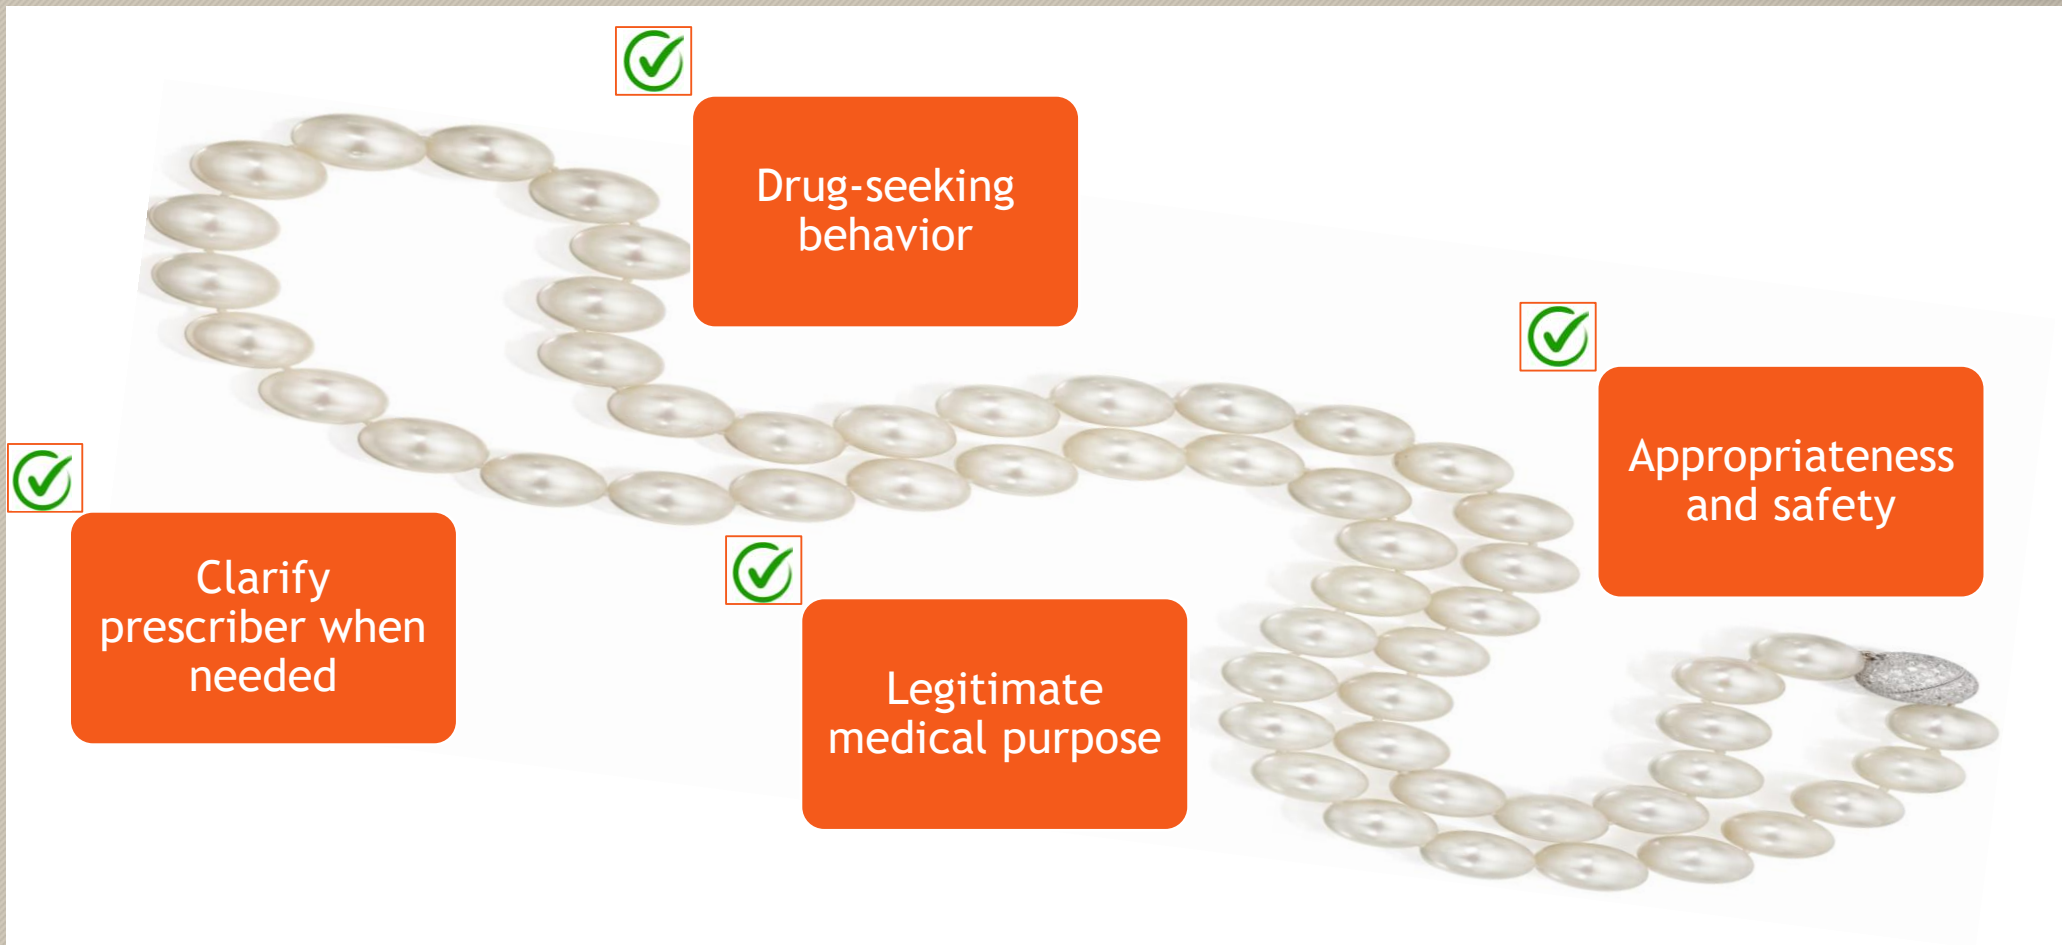 Drug-seeking
behavior
Appropriateness
and safety
Clarify
prescriber when
needed
Legitimate
medical purpose